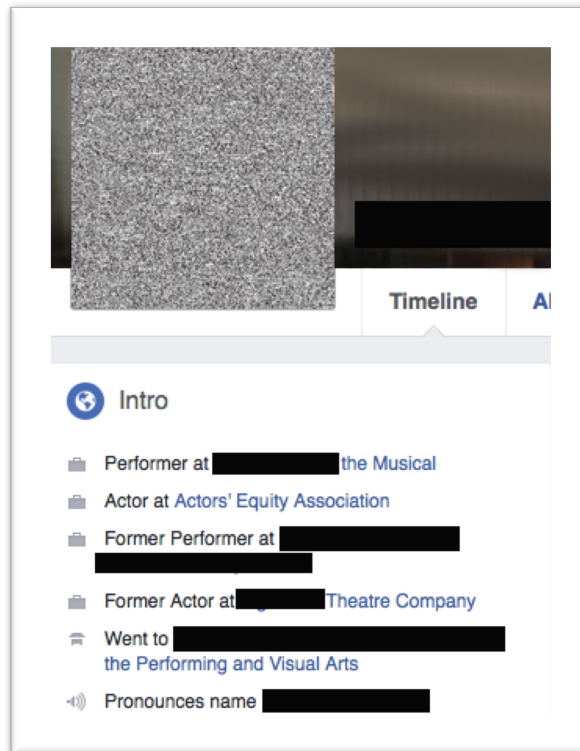 Timeline
Intro
Performer at the Musical
Actor at Actors' Equity Association
Former Performer at
Former Actor at Theatre Company
Went to
the Performing and Visual Arts
Pronounces name